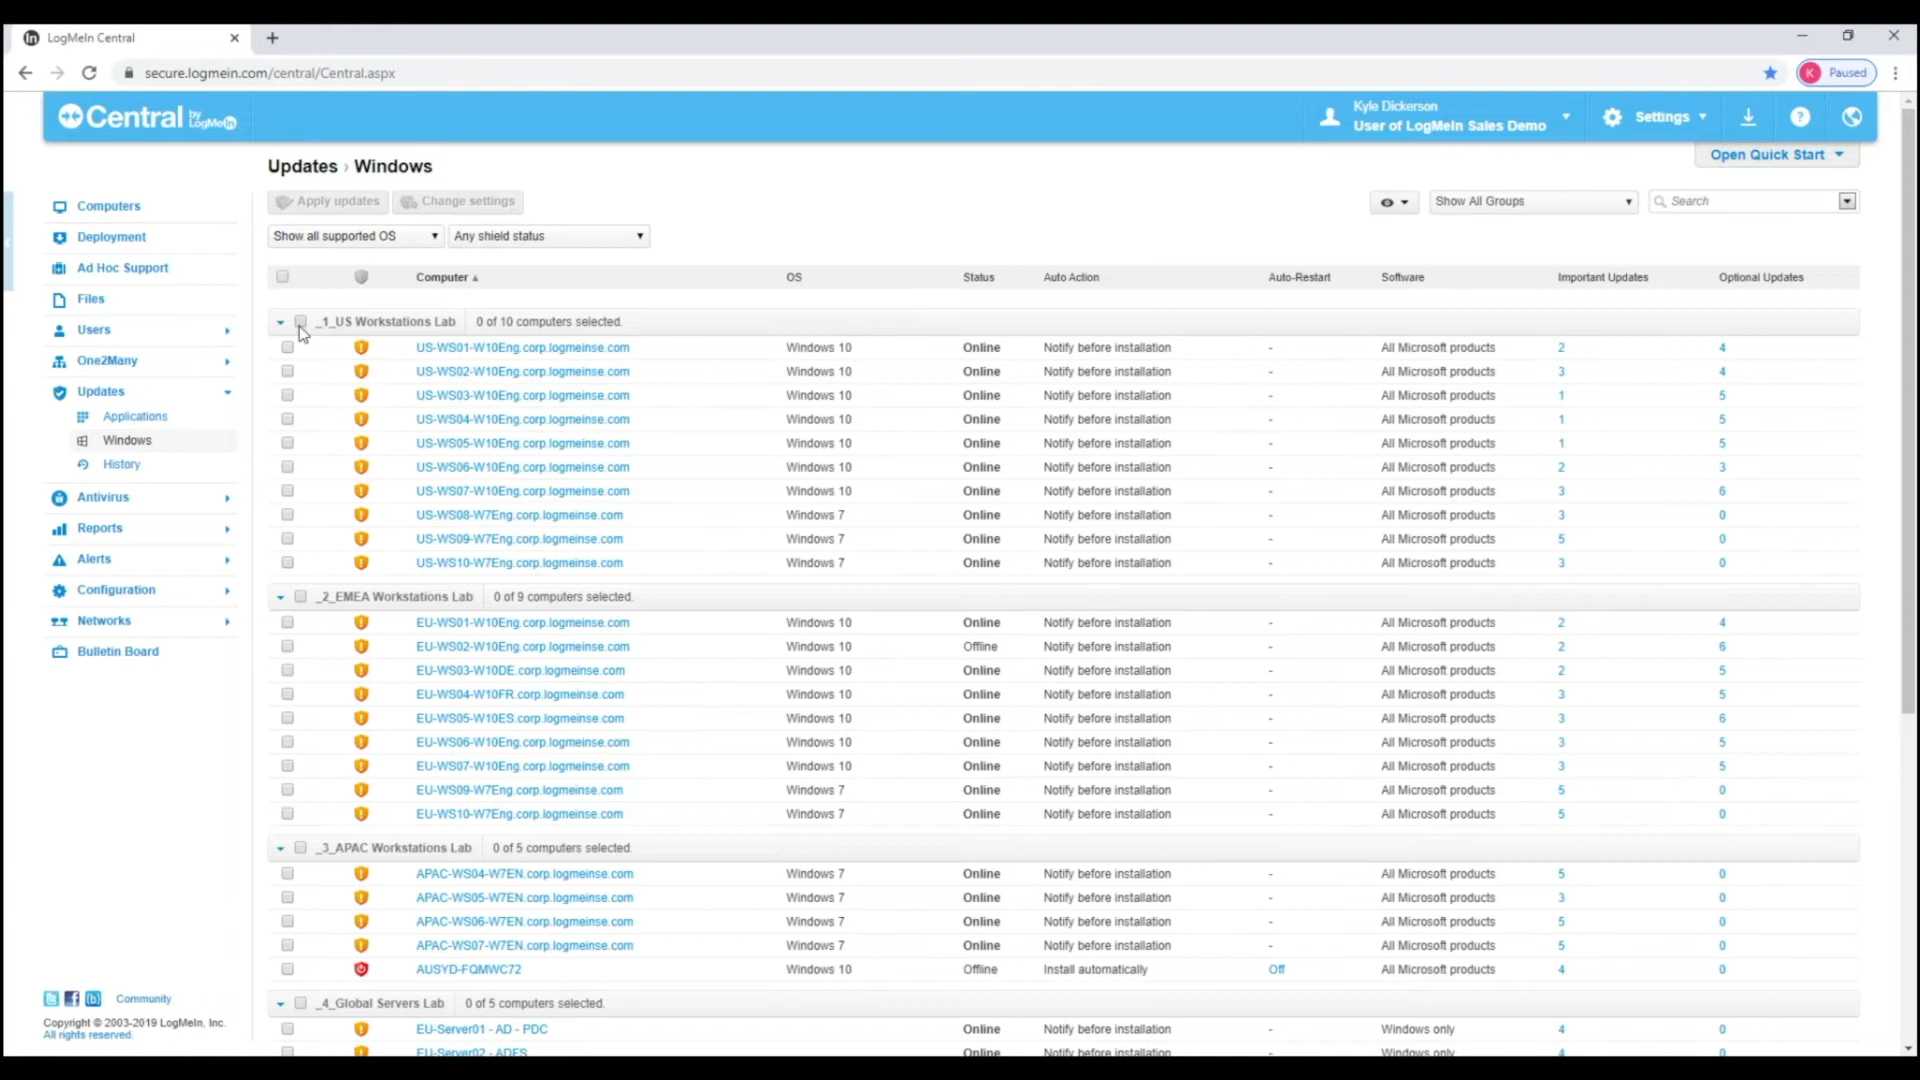 LogMeIn Central
secure.logmein.com/central/Central.aspx
K Paused
Central by LogMeIn
Kyle Dickerson
User of LogMeIn Sales Demo
Settings
Open Quick Start
Updates › Windows
Apply updates Change settings
Show All Groups Search
Show all supported OS Any shield status
Computers
Deployment
Ad Hoc Support
Files
Users
One2Many
Updates
Applications
Windows
History
Antivirus
Reports
Alerts
Configuration
Networks
Bulletin Board
Computer OS Status Auto Action Auto-Restart Software Important Updates Optional Updates
_1_US Workstations Lab 0 of 10 computers selected.
US-WS01-W10Eng.corp.logmeinse.com Windows 10 Online Notify before installation - All Microsoft products 2 4
US-WS02-W10Eng.corp.logmeinse.com Windows 10 Online Notify before installation - All Microsoft products 3 4
US-WS03-W10Eng.corp.logmeinse.com Windows 10 Online Notify before installation - All Microsoft products 1 5
US-WS04-W10Eng.corp.logmeinse.com Windows 10 Online Notify before installation - All Microsoft products 1 5
US-WS05-W10Eng.corp.logmeinse.com Windows 10 Online Notify before installation - All Microsoft products 1 5
US-WS06-W10Eng.corp.logmeinse.com Windows 10 Online Notify before installation - All Microsoft products 2 3
US-WS07-W10Eng.corp.logmeinse.com Windows 10 Online Notify before installation - All Microsoft products 3 6
US-WS08-W7Eng.corp.logmeinse.com Windows 7 Online Notify before installation - All Microsoft products 3 0
US-WS09-W7Eng.corp.logmeinse.com Windows 7 Online Notify before installation - All Microsoft products 5 0
US-WS10-W7Eng.corp.logmeinse.com Windows 7 Online Notify before installation - All Microsoft products 3 0
_2_EMEA Workstations Lab 0 of 9 computers selected.
EU-WS01-W10Eng.corp.logmeinse.com Windows 10 Online Notify before installation - All Microsoft products 2 4
EU-WS02-W10Eng.corp.logmeinse.com Windows 10 Offline Notify before installation - All Microsoft products 2 6
EU-WS03-W10DE.corp.logmeinse.com Windows 10 Online Notify before installation - All Microsoft products 2 5
EU-WS04-W10FR.corp.logmeinse.com Windows 10 Online Notify before installation - All Microsoft products 3 5
EU-WS05-W10ES.corp.logmeinse.com Windows 10 Online Notify before installation - All Microsoft products 3 6
EU-WS06-W10Eng.corp.logmeinse.com Windows 10 Online Notify before installation - All Microsoft products 3 5
EU-WS07-W10Eng.corp.logmeinse.com Windows 10 Online Notify before installation - All Microsoft products 3 5
EU-WS09-W7Eng.corp.logmeinse.com Windows 7 Online Notify before installation - All Microsoft products 5 0
EU-WS10-W7Eng.corp.logmeinse.com Windows 7 Online Notify before installation - All Microsoft products 5 0
_3_APAC Workstations Lab 0 of 5 computers selected.
APAC-WS04-W7EN.corp.logmeinse.com Windows 7 Online Notify before installation - All Microsoft products 5 0
APAC-WS05-W7EN.corp.logmeinse.com Windows 7 Online Notify before installation - All Microsoft products 3 0
APAC-WS06-W7EN.corp.logmeinse.com Windows 7 Online Notify before installation - All Microsoft products 5 0
APAC-WS07-W7EN.corp.logmeinse.com Windows 7 Online Notify before installation - All Microsoft products 5 0
AUSYD-FQMWC72 Windows 10 Offline Install automatically Off All Microsoft products 4 0
_4_Global Servers Lab 0 of 5 computers selected.
EU-Server01 - AD - PDC Online Notify before installation - Windows only 4 0
EU-Server02 - ADFS Online Notify before installation - Windows only 4 0
Community
Copyright © 2003-2019 LogMeIn, Inc.
All rights reserved.